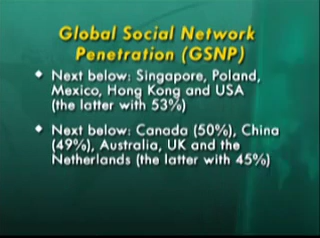 Global Social Network
Penetration (GSNP)
◆ Next below: Singapore, Poland,
Mexico, Hong Kong and USA
(the latter with 53%)
◆ Next below: Canada (50%), China
(49%), Australia, UK and the
Netherlands (the latter with 45%)